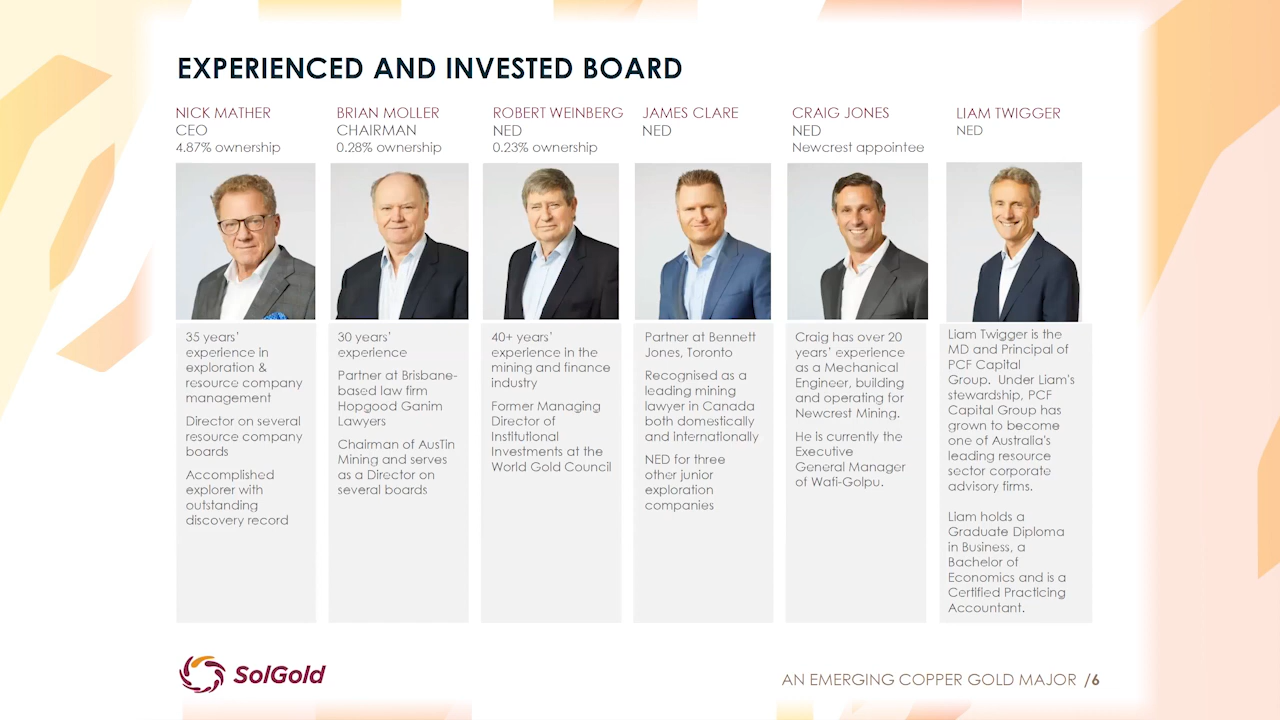 EXPERIENCED AND INVESTED BOARD
NICK MATHER
CEO
4.87% ownership
35 years'
experience in
exploration &
resource company
management
Director on several
resource company
boards
Accomplished
explorer with
outstanding
discovery record
BRIAN MOLLER
CHAIRMAN
0.28% ownership
30 years'
experience
Partner at Brisbane-
based law firm
Hopgood Ganim
Lawyers
Chairman of AusTin
Mining and serves
as a Director on
several boards
ROBERT WEINBERG
NED
0.23% ownership
40+ years'
experience in the
mining and finance
industry
Former Managing
Director of
Institutional
Investments at the
World Gold Council
JAMES CLARE
NED
Partner at Bennett
Jones, Toronto
Recognised as a
leading mining
lawyer in Canada
both domestically
and internationally
NED for three
other junior
exploration
companies
CRAIG JONES
NED
Newcrest appointee
Craig has over 20
years' experience
as a Mechanical
Engineer, building
and operating for
Newcrest Mining.
He is currently the
Executive
General Manager
of Wafi-Golpu.
LIAM TWIGGER
NED
Liam Twigger is the
MD and Principal of
PCF Capital
Group. Under Liam's
stewardship, PCF
Capital Group has
grown to become
one of Australia's
leading resource
sector corporate
advisory firms.
Liam holds a
Graduate Diploma
in Business, a
Bachelor of
Economics and is a
Certified Practicing
Accountant.
SolGold
AN EMERGING COPPER GOLD MAJOR /6